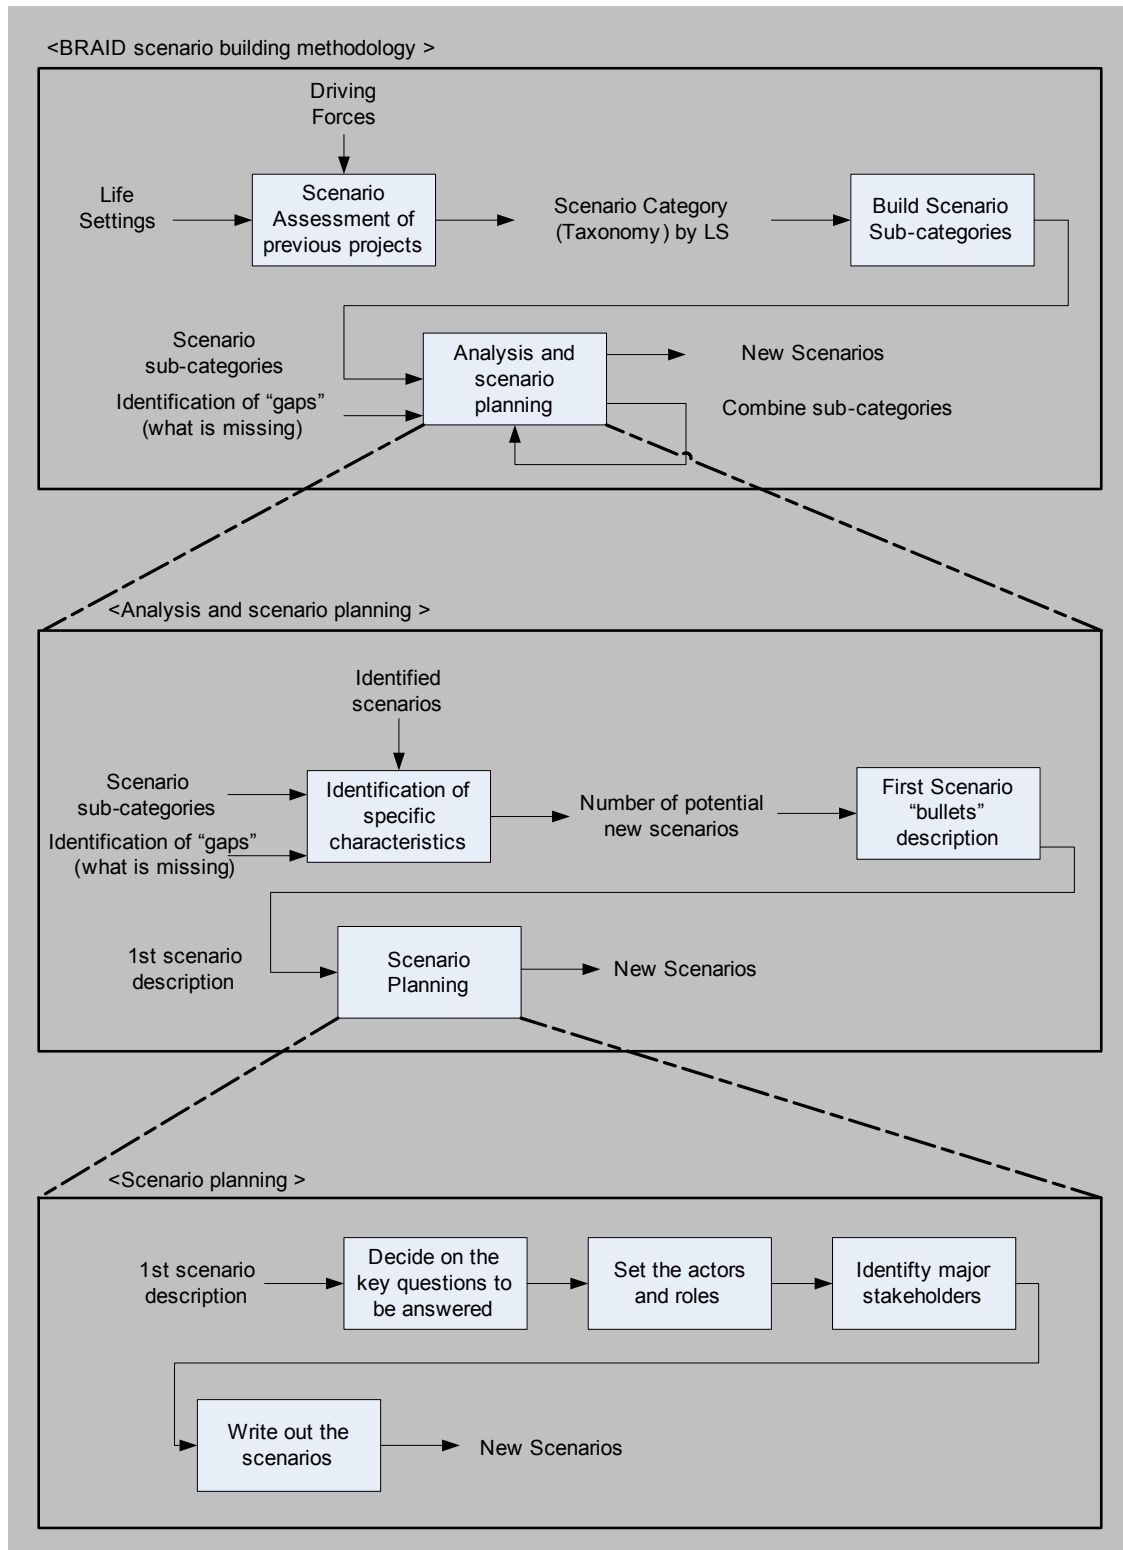 <BRAID scenario building methodology >
Driving
Forces
Life
Settings
Scenario
Assessment of
previous projects
Scenario Category
(Taxonomy) by LS
Build Scenario
Sub-categories
Scenario
sub-categories
Identification of “gaps”
(what is missing)
Analysis and
scenario
planning
New Scenarios
Combine sub-categories
<Analysis and scenario planning >
Identified
scenarios
Scenario
sub-categories
Identification of “gaps”
(what is missing)
Identification of
specific
characteristics
Number of potential
new scenarios
First Scenario
“bullets”
description
1st scenario
description
Scenario
Planning
New Scenarios
<Scenario planning >
1st scenario
description
Decide on the
key questions to
be answered
Set the actors
and roles
Identifty major
stakeholders
Write out the
scenarios
New Scenarios